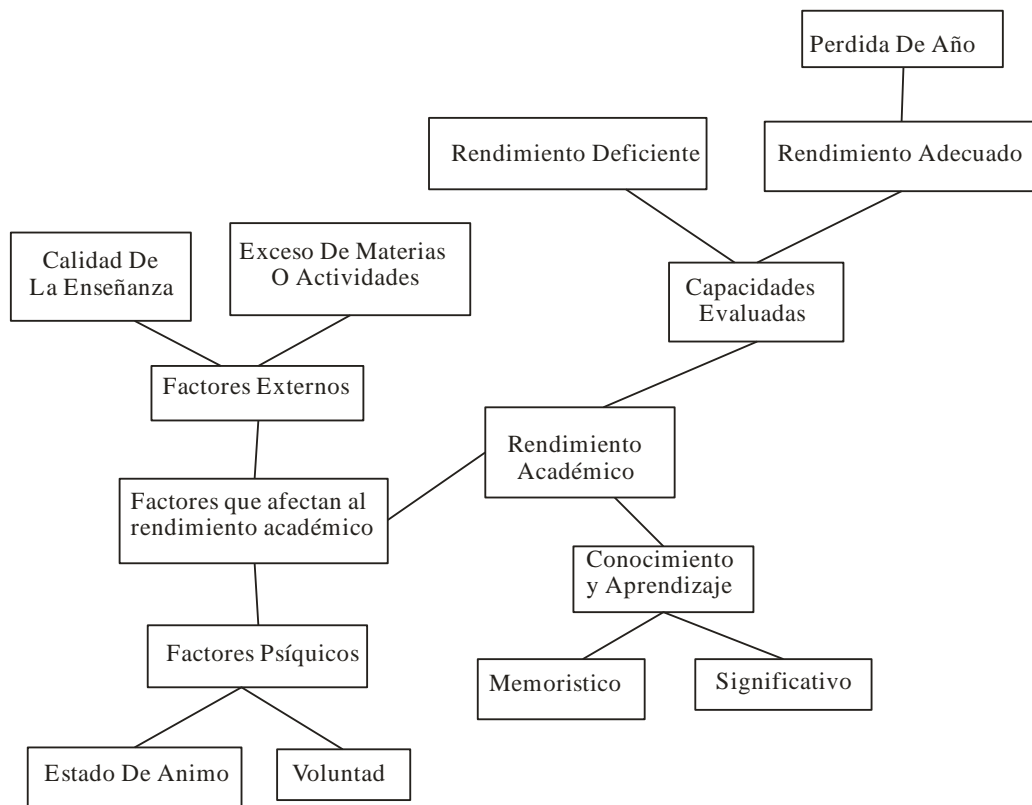 Perdida De Año
Rendimiento Deficiente
Rendimiento Adecuado
Calidad De
La Enseñanza
Exceso De Materias
O Actividades
Capacidades
Evaluadas
Factores Externos
Rendimiento
Académico
Factores que afectan al
rendimiento académico
Conocimiento
y Aprendizaje
Factores Psíquicos
Memoristico
Significativo
Estado De Animo
Voluntad